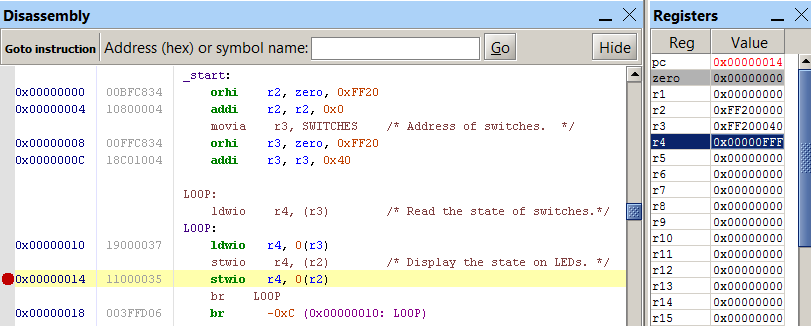 Disassembly
Goto instruction Address (hex) or symbol name: Go Hide
_start:
0x00000000 00BFC834 orhi r2, zero, 0xFF20
0x00000004 10800004 addi r2, r2, 0x0
movia r3, SWITCHES /* Address of switches. */
0x00000008 00FFC834 orhi r3, zero, 0xFF20
0x0000000C 18C01004 addi r3, r3, 0x40
LOOP:
ldwio r4, (r3) /* Read the state of switches.*/
LOOP:
0x00000010 19000037 ldwio r4, 0(r3)
stwio r4, (r2) /* Display the state on LEDs. */
0x00000014 11000035 stwio r4, 0(r2)
br LOOP
0x00000018 003FFD06 br -0xC (0x00000010: LOOP)
Registers
Reg Value
pc 0x00000014
zero 0x00000000
r1 0x00000000
r2 0xFF200000
r3 0xFF200040
r4 0x00000FFF
r5 0x00000000
r6 0x00000000
r7 0x00000000
r8 0x00000000
r9 0x00000000
r10 0x00000000
r11 0x00000000
r12 0x00000000
r13 0x00000000
r14 0x00000000
r15 0x00000000